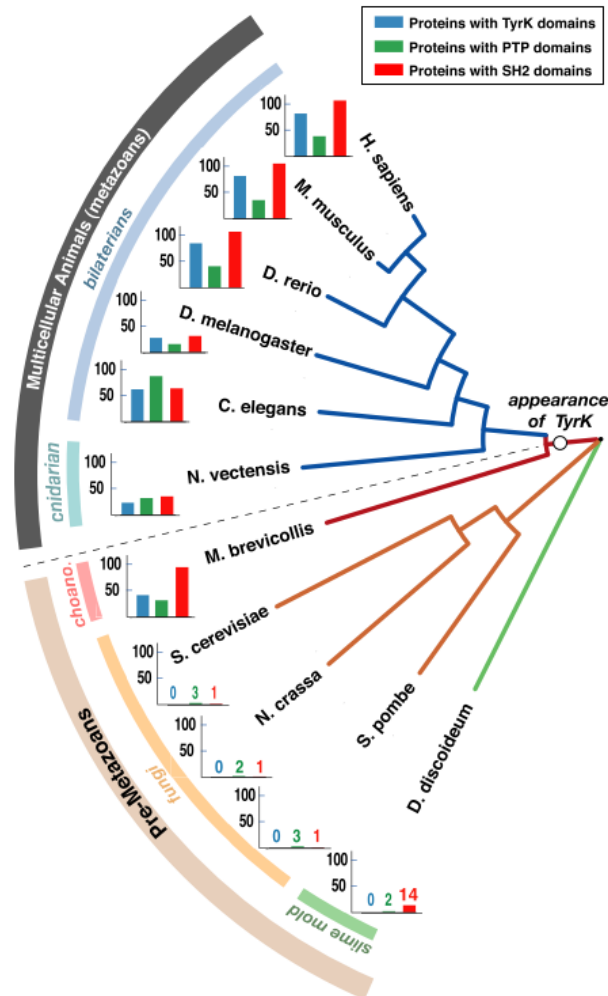 Proteins with TyrK domains
Proteins with PTP domains
Proteins with SH2 domains
Multicellular Animals (metazoans)
bilaterians
cnidarian
100
50
H. sapiens
100
50
M. musculus
100
50
D. rerio
100
50
D. melanogaster
100
50
C. elegans
100
50
N. vectensis
appearance
of TyrK
Pre-Metazoans
choano.
fungi
slime mold
100
50
M. brevicollis
100
50
0 3 1
S. cerevisiae
100
50
0 2 1
N. crassa
100
50
0 3 1
S. pombe
100
50
0 2 14
D. discoideum